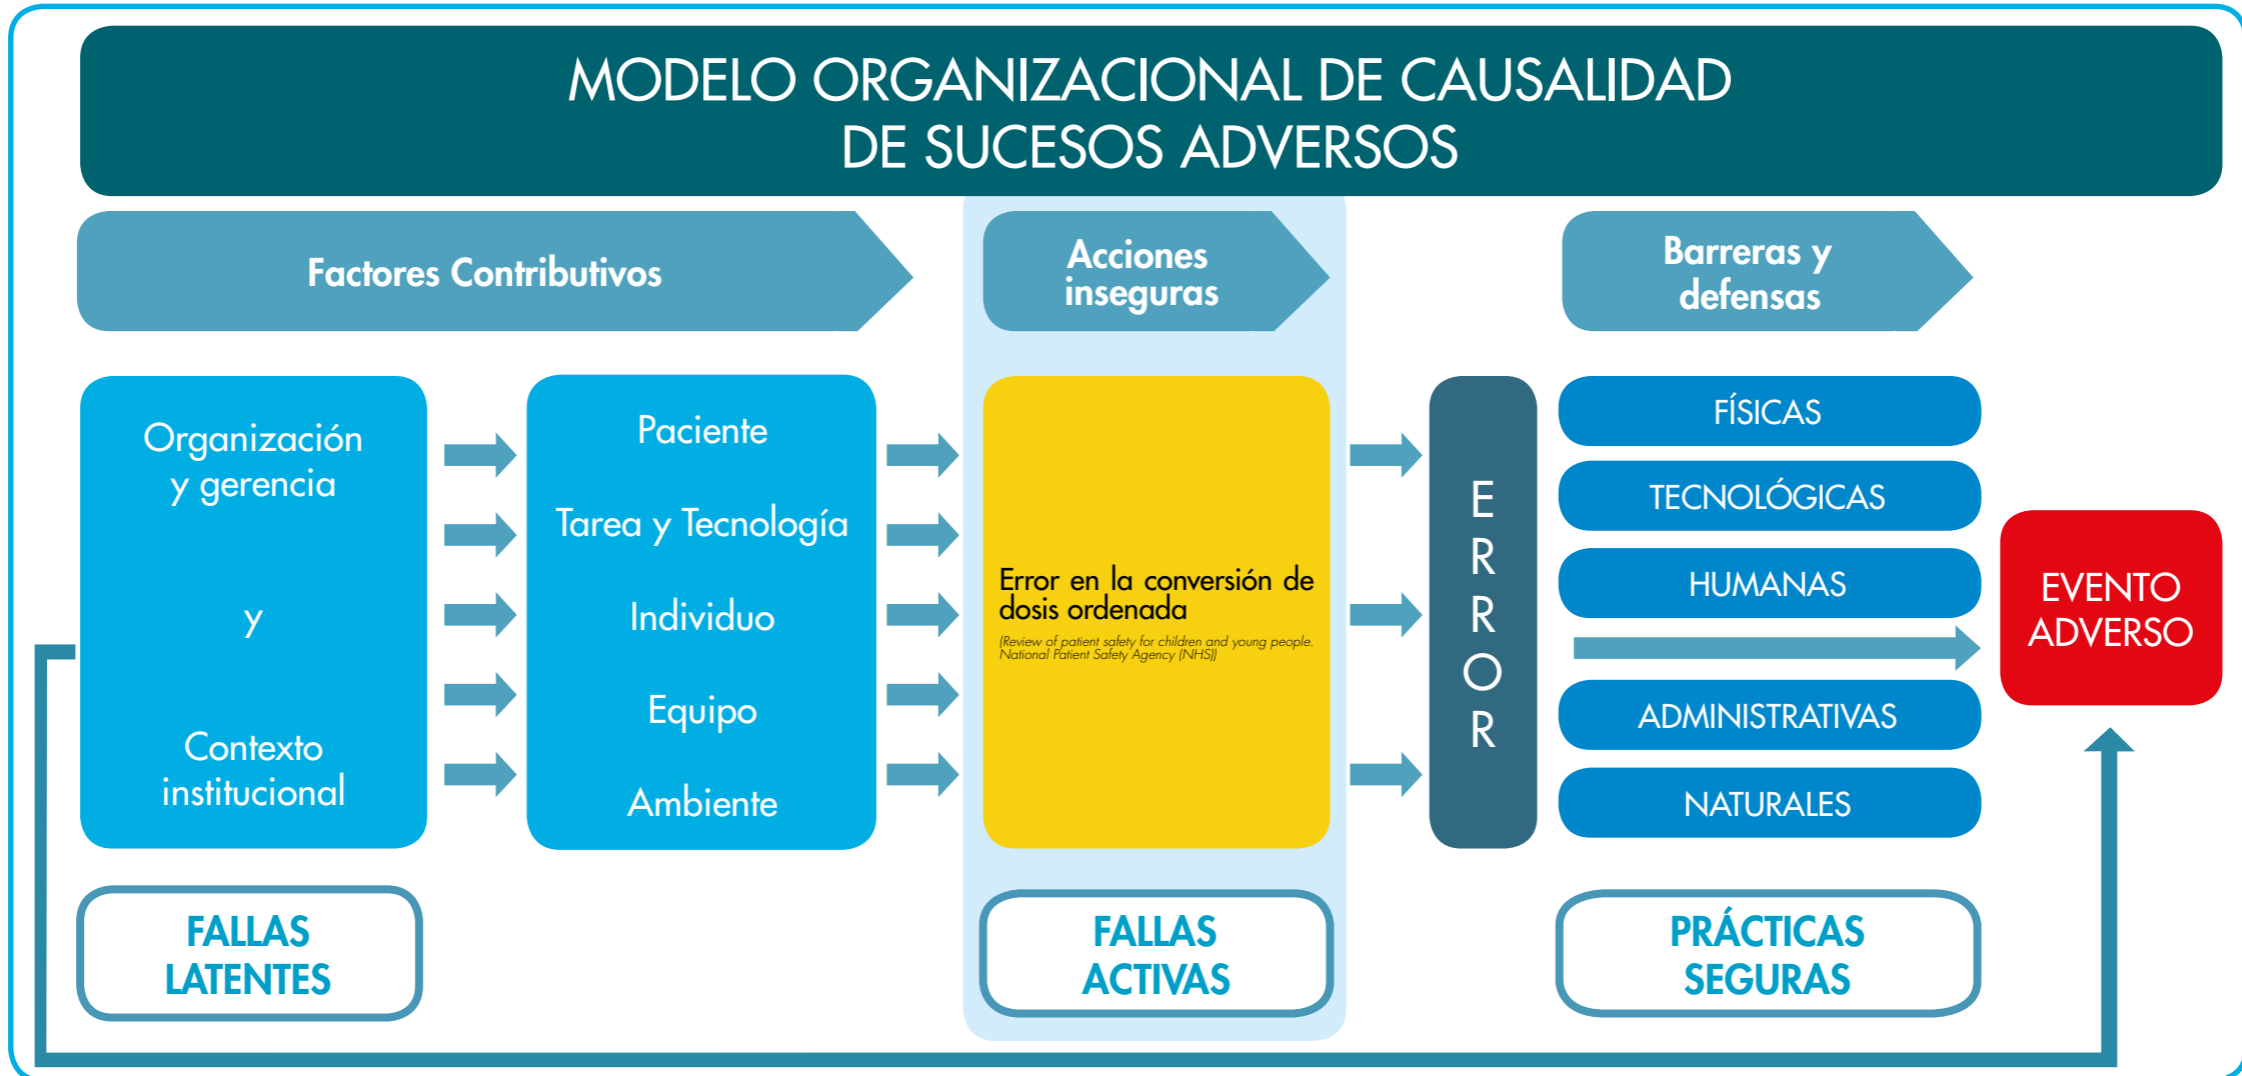 MODELO ORGANIZACIONAL DE CAUSALIDAD
DE SUCESOS ADVERSOS
Factores Contributivos
Acciones
inseguras
Barreras y
defensas
Organización
y gerencia
y
Contexto
institucional
Paciente
Tarea y Tecnología
Individuo
Equipo
Ambiente
Error en la conversión de
dosis ordenada
(Review of patient safety for children and young people.
National Patient Safety Agency (NHS))
E
R
R
O
R
FÍSICAS
TECNOLÓGICAS
HUMANAS
ADMINISTRATIVAS
NATURALES
EVENTO
ADVERSO
FALLAS
LATENTES
FALLAS
ACTIVAS
PRÁCTICAS
SEGURAS